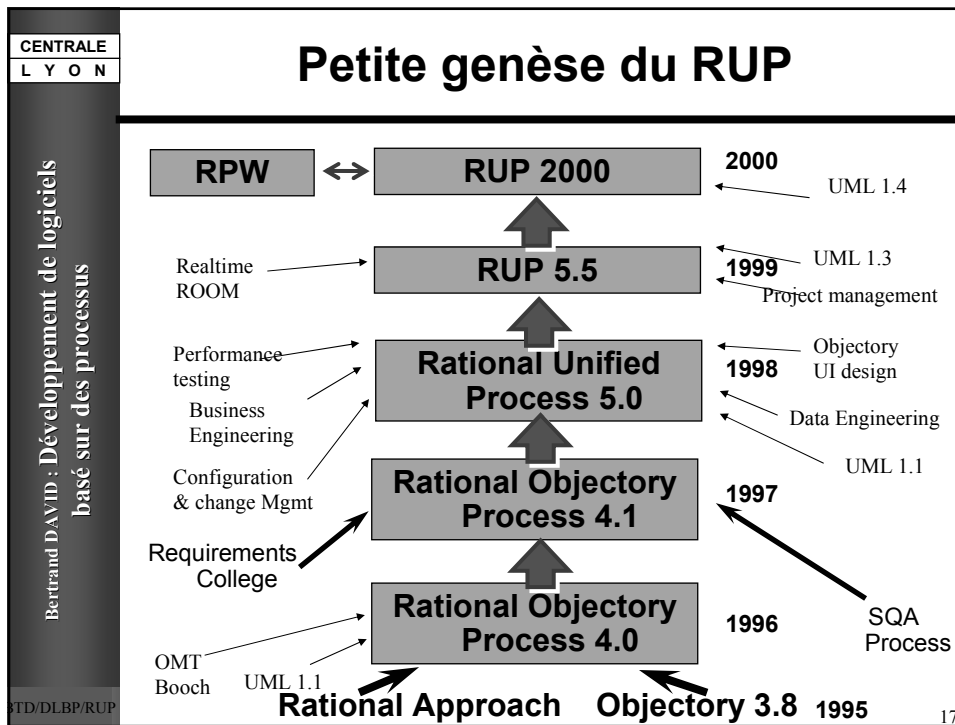 CENTRALE
L Y O N
Petite genèse du RUP
Bertrand DAVID : Développement de logiciels
basé sur des processus
RPW
RUP 2000
2000
UML 1.4
Realtime
ROOM
RUP 5.5
1999
UML 1.3
Project management
Performance
testing
Business
Engineering
Configuration
& change Mgmt
Rational Unified
Process 5.0
1998
Objectory
UI design
Data Engineering
UML 1.1
Requirements
College
Rational Objectory
Process 4.1
1997
SQA
Process
Rational Objectory
Process 4.0
1996
OMT
Booch
UML 1.1
Rational Approach
Objectory 3.8
1995
BTD/DLBP/RUP
17